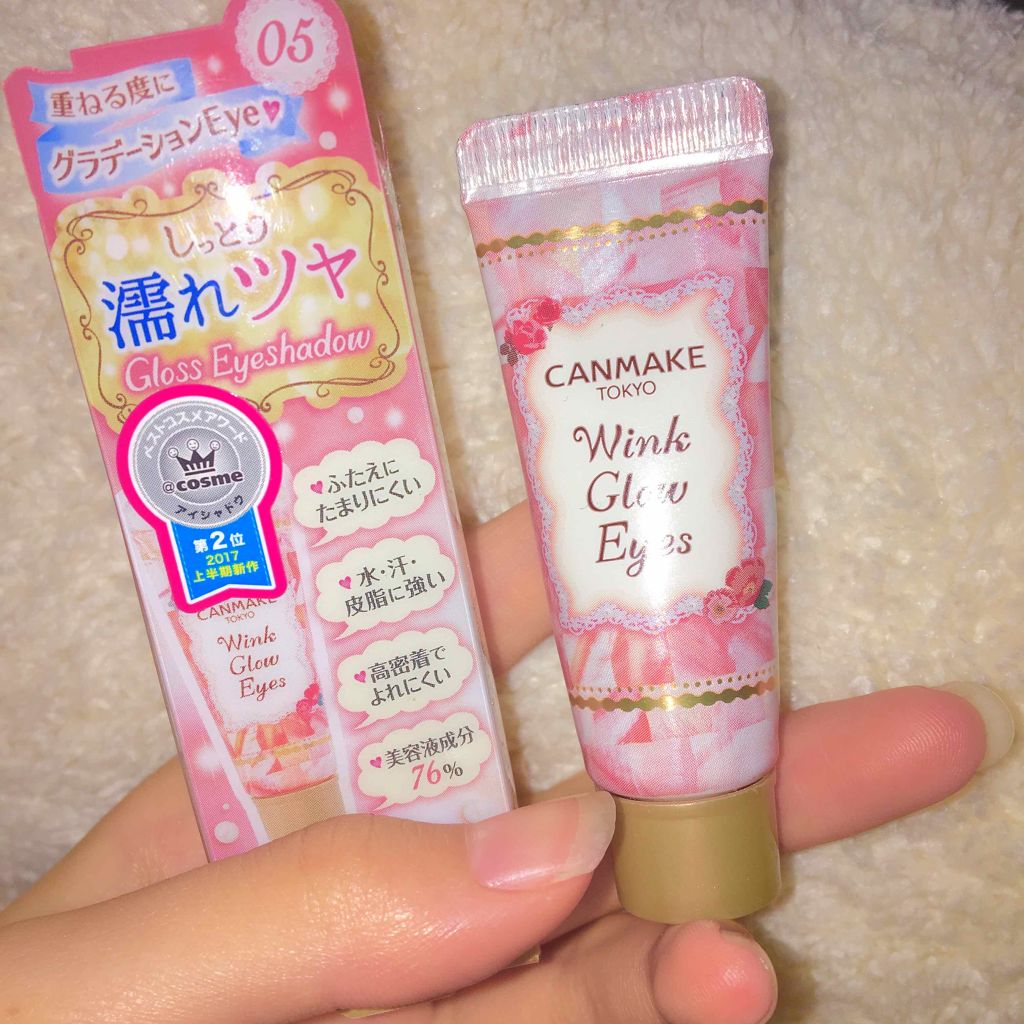 05
重ねる度に
グラデーションEye♥
しっとり
濡れツヤ
Gloss Eyeshadow
ベストコスメアワード
@cosme
アイシャドウ
第2位
2017
上半期新作
♥ふたえに
たまりにくい
♥水・汗・
皮脂に強い
♥高密着で
よれにくい
♥美容液成分
76%
CANMAKE
TOKYO
Wink
Glow
Eyes
CANMAKE
TOKYO
Wink
Glow
Eyes